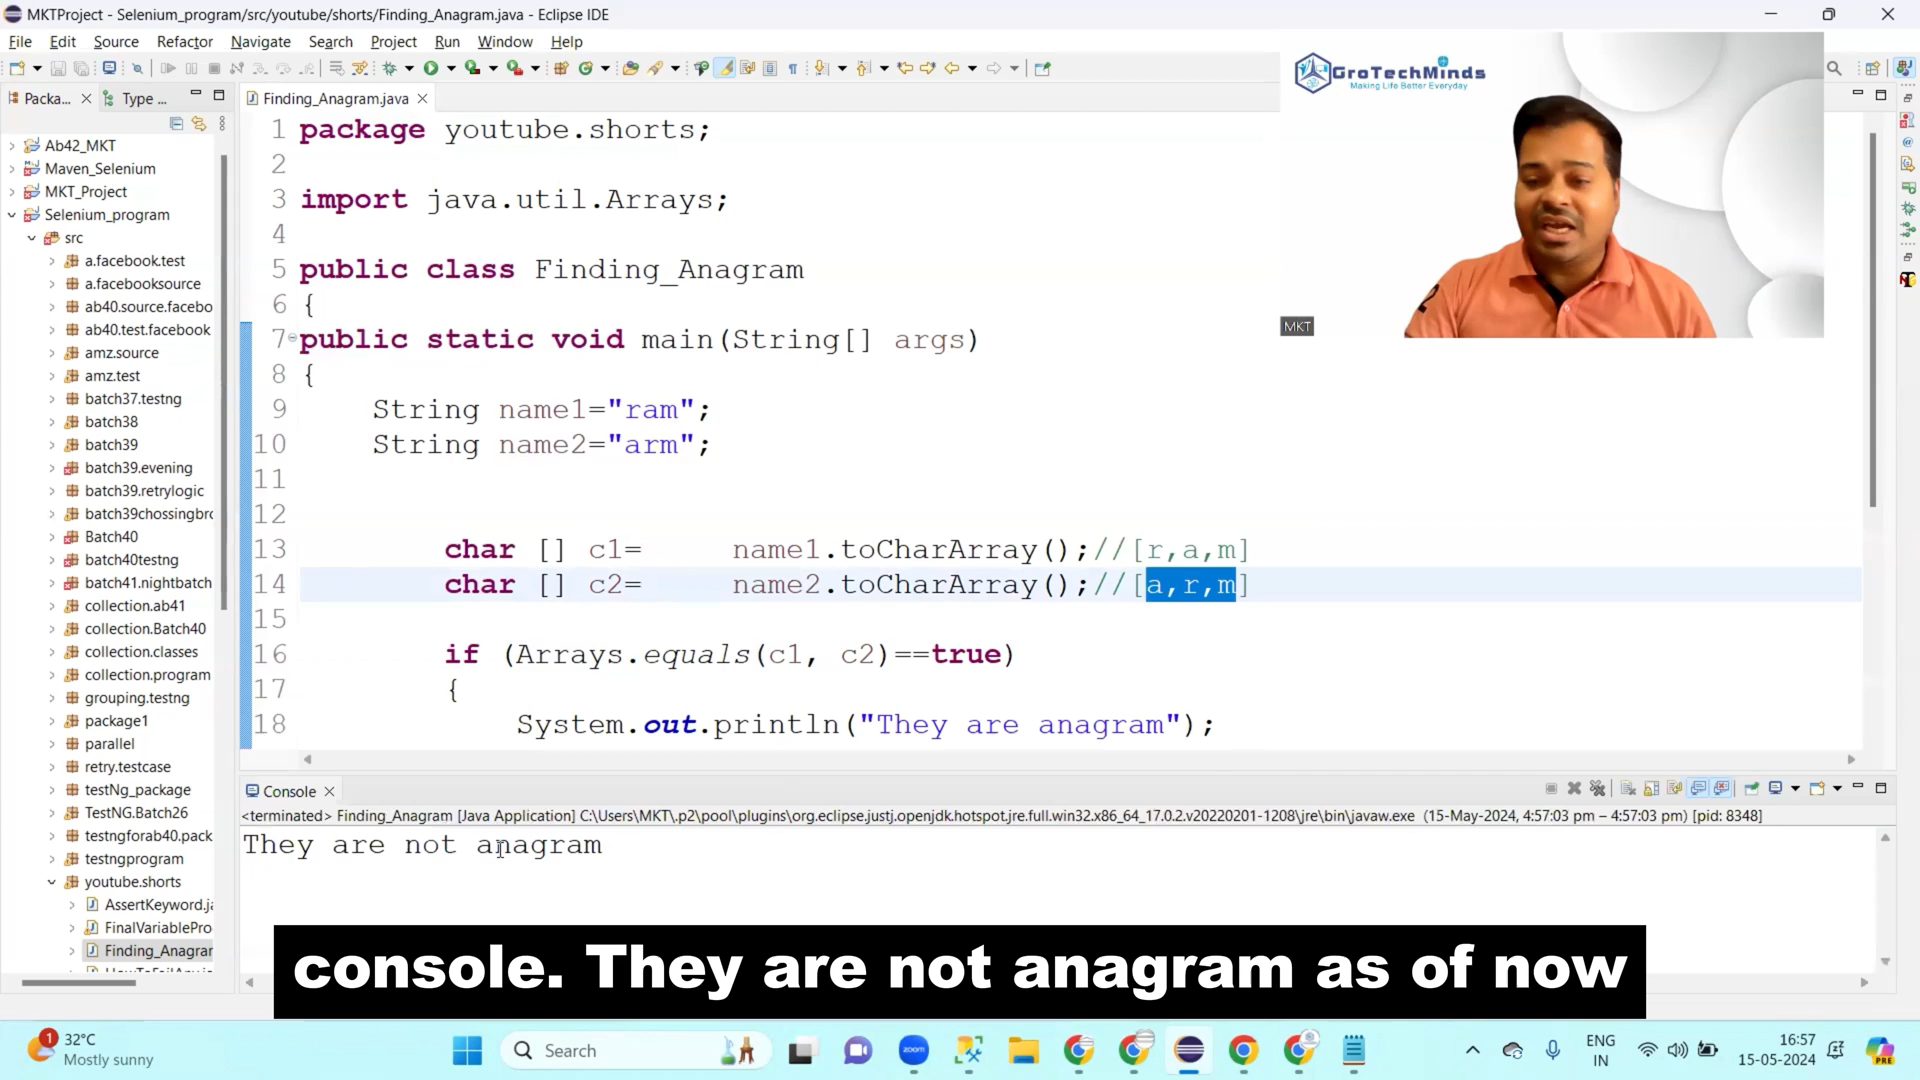 MKTProject - Selenium_program/src/youtube/shorts/Finding_Anagram.java - Eclipse IDE
File Edit Source Refactor Navigate Search Project Run Window Help
GroTechMinds
Making Life Better Everyday
Packa... Type ...
Finding_Anagram.java
Ab42_MKT
Maven_Selenium
MKT_Project
Selenium_program
src
a.facebook.test
a.facebooksource
ab40.source.facebo
ab40.test.facebook
amz.source
amz.test
batch37.testng
batch38
batch39
batch39.evening
batch39.retrylogic
batch39chossingbro
Batch40
batch40testng
batch41.nightbatch
collection.ab41
collection.Batch40
collection.classes
collection.program
grouping.testng
package1
parallel
retry.testcase
testNg_package
TestNG.Batch26
testngforab40.pack
testngprogram
youtube.shorts
AssertKeyword.ja
FinalVariablePro
Finding_Anagrar
1 package youtube.shorts;
2
3 import java.util.Arrays;
4
5 public class Finding_Anagram
6 {
7 public static void main(String[] args)
8 {
9 String name1="ram";
10 String name2="arm";
11
12
13 char [] c1= name1.toCharArray();//[r,a,m]
14 char [] c2= name2.toCharArray();//[a,r,m]
15
16 if (Arrays.equals(c1, c2)==true)
17 {
18 System.out.println("They are anagram");
MKT
Console
<terminated> Finding_Anagram [Java Application] C:\Users\MKT\.p2\pool\plugins\org.eclipse.justj.openjdk.hotspot.jre.full.win32.x86_64_17.0.2.v20220201-1208\jre\bin\javaw.exe (15-May-2024, 4:57:03 pm – 4:57:03 pm) [pid: 8348]
They are not anagram
console. They are not anagram as of now
1
32°C
Mostly sunny
Search
zoom
ENG
IN
16:57
15-05-2024
PRE